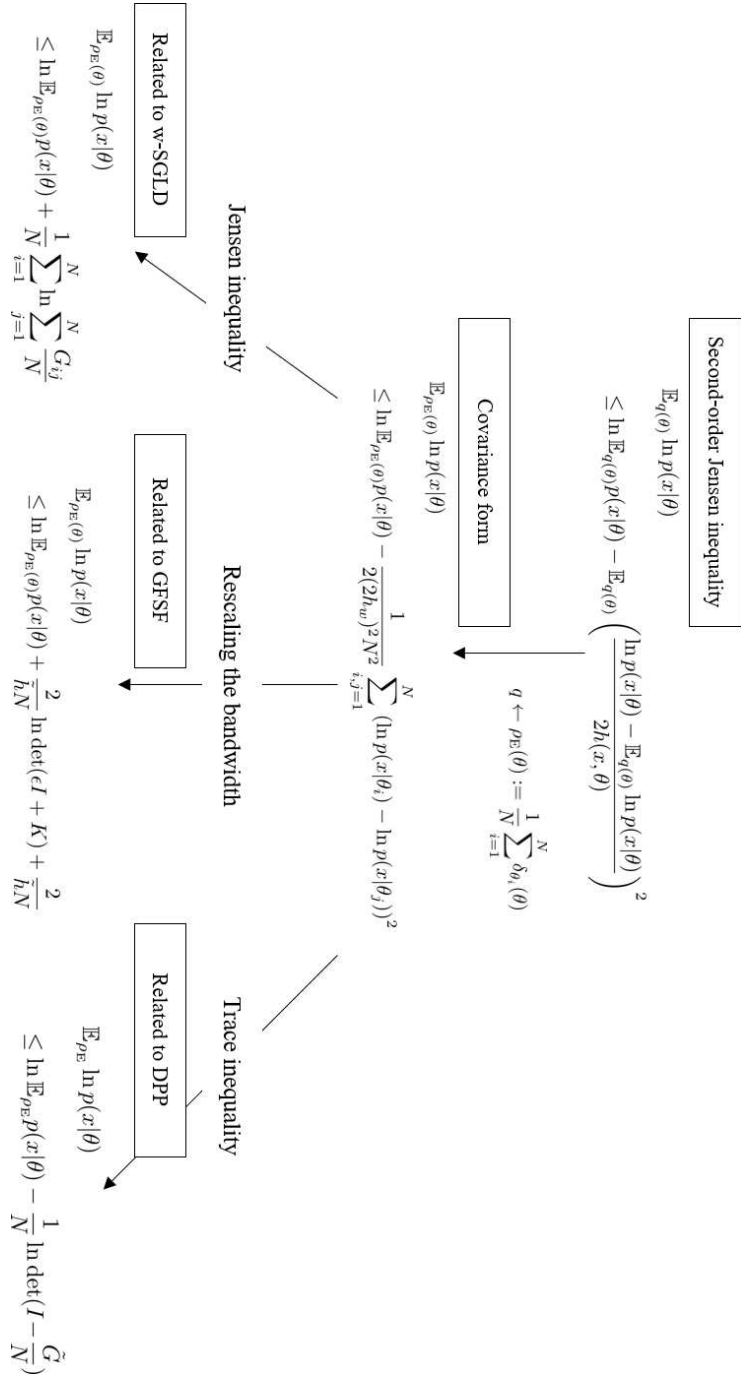 Second-order Jensen inequality
𝔼_{q(θ)} ln p(x|θ)
≤ ln 𝔼_{q(θ)} p(x|θ) − 𝔼_{q(θ)} ( (ln p(x|θ) − 𝔼_{q(θ)} ln p(x|θ)) / 2h(x, θ) )^2
q ← ρ_E(θ) := 1/N ∑_{i=1}^{N} δ_{θ_i}(θ)
Covariance form
𝔼_{ρ_E(θ)} ln p(x|θ)
≤ ln 𝔼_{ρ_E(θ)} p(x|θ) − 1/(2(2h_w)^2 N^2) ∑_{i,j=1}^{N} (ln p(x|θ_i) − ln p(x|θ_j))^2
Jensen inequality
Rescaling the bandwidth
Trace inequality
Related to w-SGLD
𝔼_{ρ_E(θ)} ln p(x|θ)
≤ ln 𝔼_{ρ_E(θ)} p(x|θ) + 1/N ∑_{i=1}^{N} ln ∑_{j=1}^{N} G_{ij}/N
Related to GFSF
𝔼_{ρ_E(θ)} ln p(x|θ)
≤ ln 𝔼_{ρ_E(θ)} p(x|θ) + 2/(h̃N) ln det(ϵI + K) + 2/(h̃N)
Related to DPP
𝔼_{ρ_E} ln p(x|θ)
≤ ln 𝔼_{ρ_E} p(x|θ) − 1/N ln det(I − G̃/N)